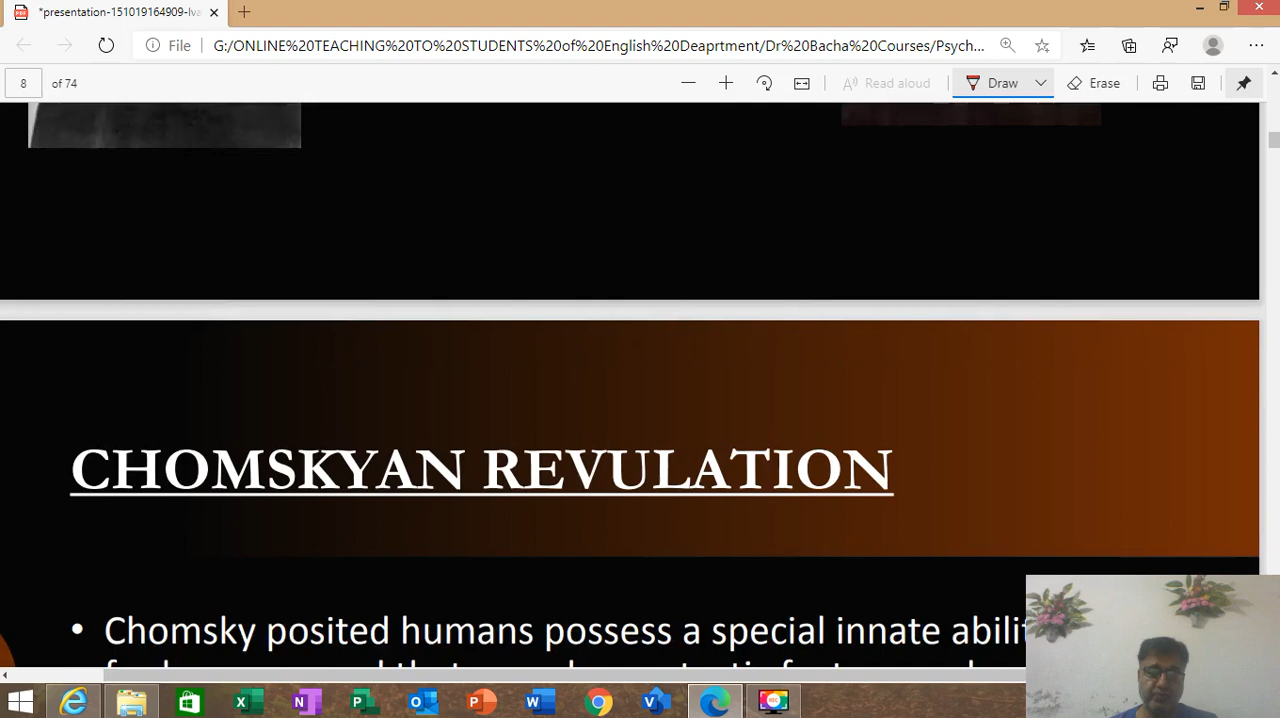 *presentation-151019164909-lva
File
G:/ONLINE%20TEACHING%20TO%20STUDENTS%20of%20English%20Deaprtment/Dr%20Bacha%20Courses/Psych...
8 of 74
Read aloud
Draw
Erase
CHOMSKYAN REVULATION
• Chomsky posited humans possess a special innate abilit